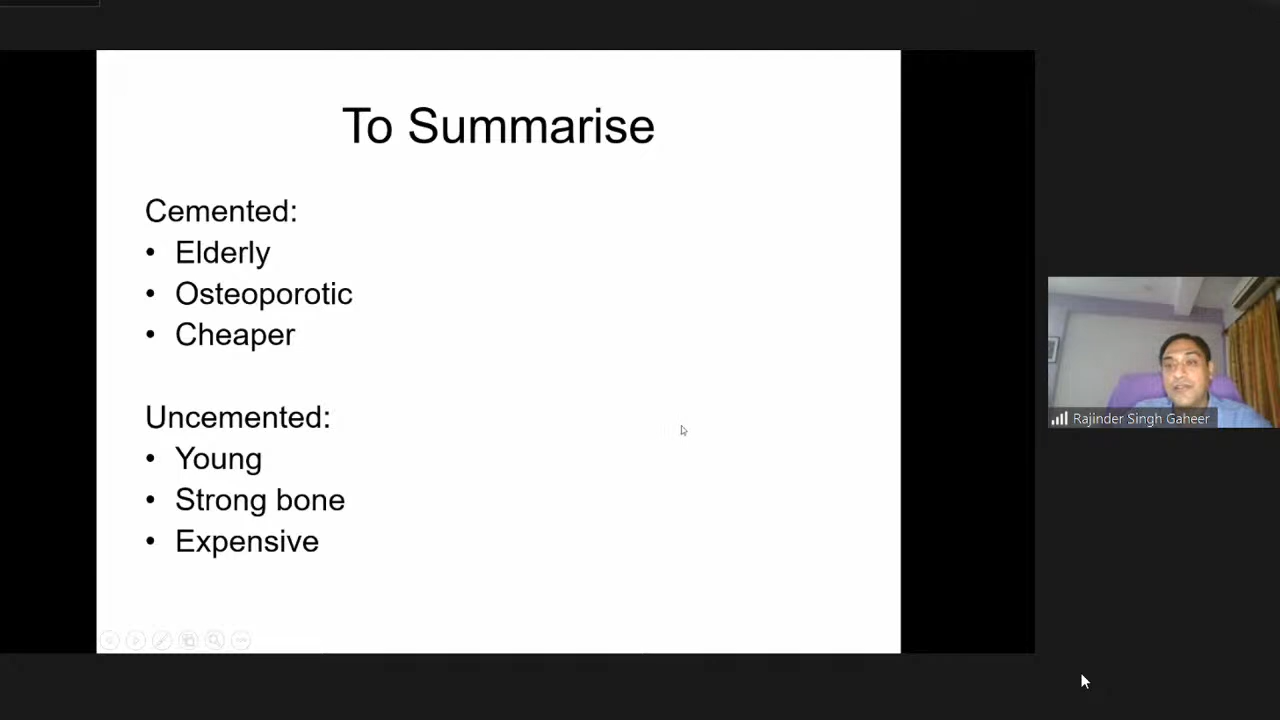 To Summarise
Cemented:
• Elderly
• Osteoporotic
• Cheaper
Uncemented:
• Young
• Strong bone
• Expensive
Rajinder Singh Gaheer